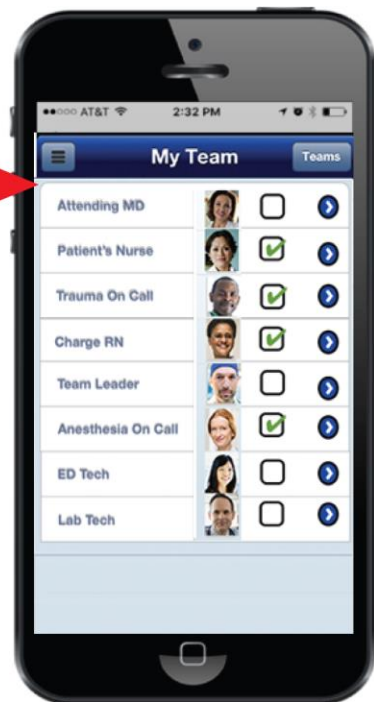 AT&T 2:32 PM
My Team Teams
Attending MD
Patient's Nurse
Trauma On Call
Charge RN
Team Leader
Anesthesia On Call
ED Tech
Lab Tech